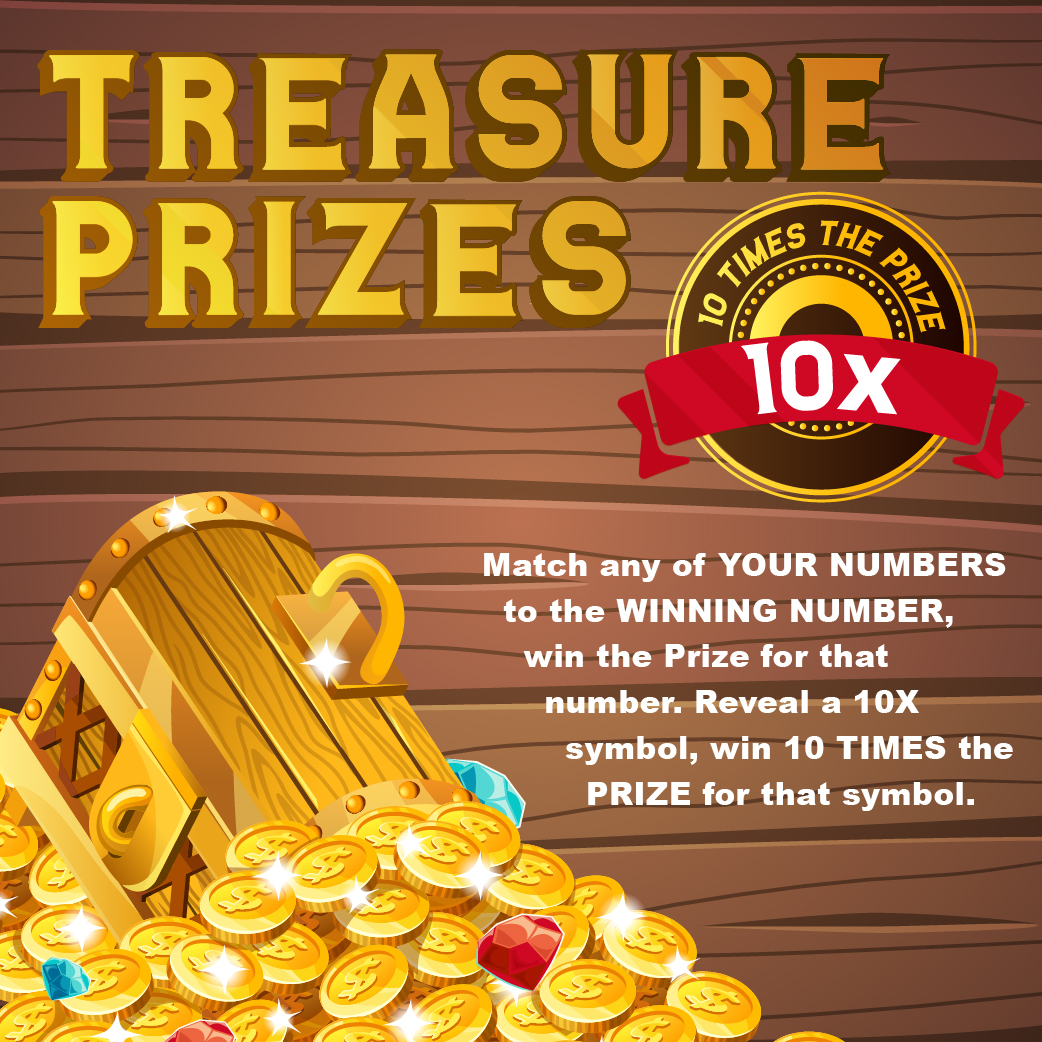 TREASURE
PRIZES
10 TIMES THE PRIZE
10x
Match any of YOUR NUMBERS
to the WINNING NUMBER,
win the Prize for that
number. Reveal a 10X
symbol, win 10 TIMES the
PRIZE for that symbol.